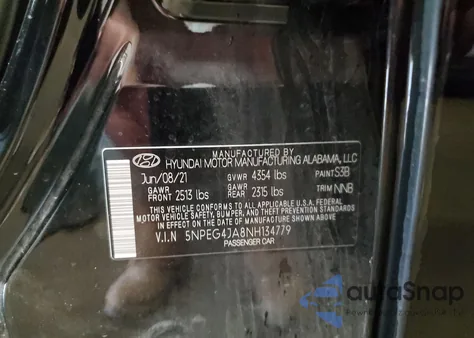 MANUFACTURED BY
HYUNDAI MOTOR MANUFACTURING ALABAMA, LLC
Jun/08/21 GVWR 4354 lbs PAINT S3B
GAWR FRONT 2513 lbs GAWR REAR 2315 lbs TRIM NNB
THIS VEHICLE CONFORMS TO ALL APPLICABLE U.S.A. FEDERAL
MOTOR VEHICLE SAFETY, BUMPER, AND THEFT PREVENTION
STANDARDS IN EFFECT ON THE DATE OF MANUFACTURE SHOWN ABOVE.
V.I.N 5NPEG4JA8NH134779
PASSENGER CAR
autoSnap